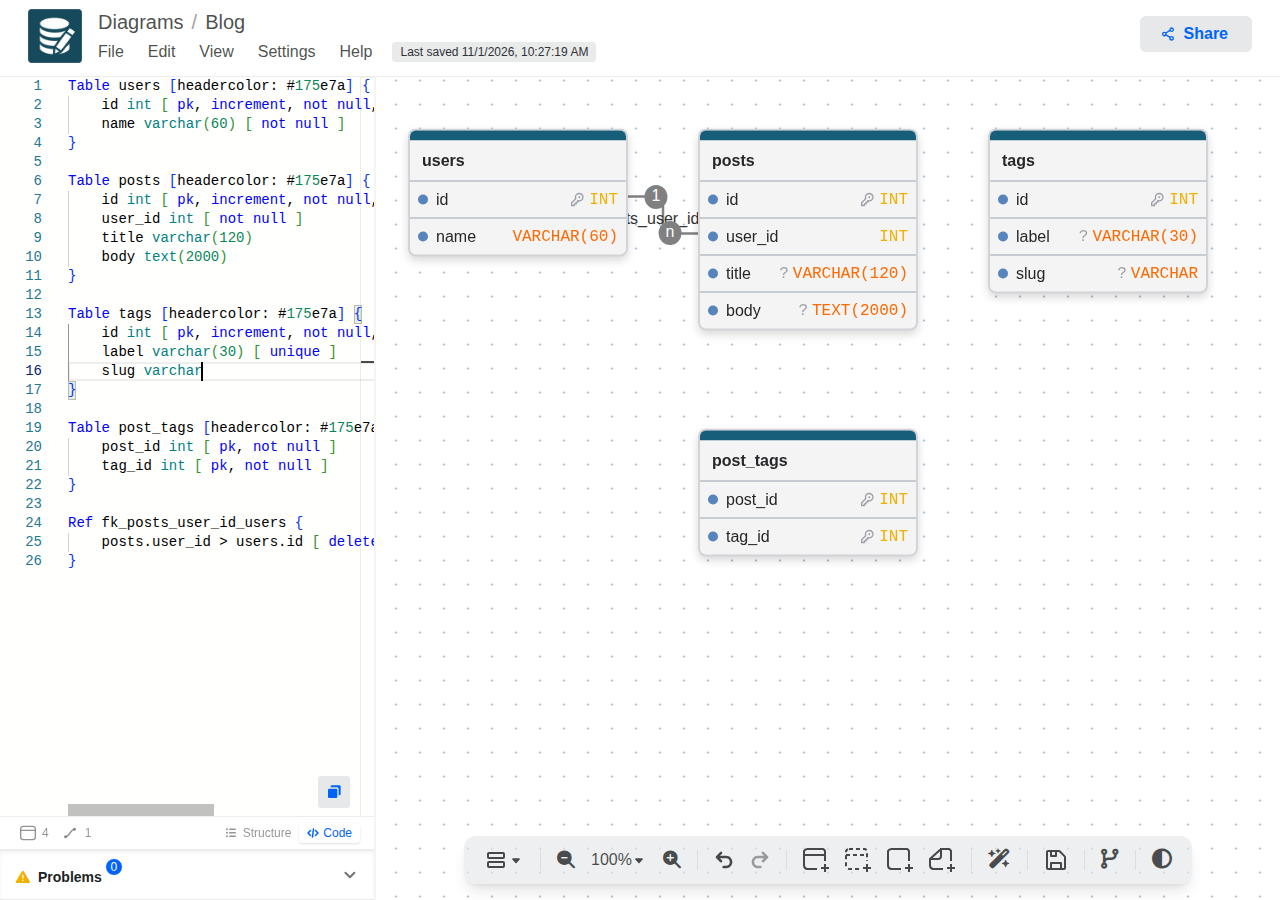 Diagrams / Blog
File Edit View Settings Help Last saved 11/1/2026, 10:27:19 AM
Share
1 Table users [headercolor: #175e7a] {
2 id int [ pk, increment, not null,
3 name varchar(60) [ not null ]
4 }
5
6 Table posts [headercolor: #175e7a] {
7 id int [ pk, increment, not null,
8 user_id int [ not null ]
9 title varchar(120)
10 body text(2000)
11 }
12
13 Table tags [headercolor: #175e7a] {
14 id int [ pk, increment, not null,
15 label varchar(30) [ unique ]
16 slug varchar
17 }
18
19 Table post_tags [headercolor: #175e7a
20 post_id int [ pk, not null ]
21 tag_id int [ pk, not null ]
22 }
23
24 Ref fk_posts_user_id_users {
25 posts.user_id > users.id [ delete
26 }
4 1 Structure Code
Problems 0
users
id INT
name VARCHAR(60)
1
ts_user_id
n
posts
id INT
user_id INT
title ? VARCHAR(120)
body ? TEXT(2000)
tags
id INT
label ? VARCHAR(30)
slug ? VARCHAR
post_tags
post_id INT
tag_id INT
100%